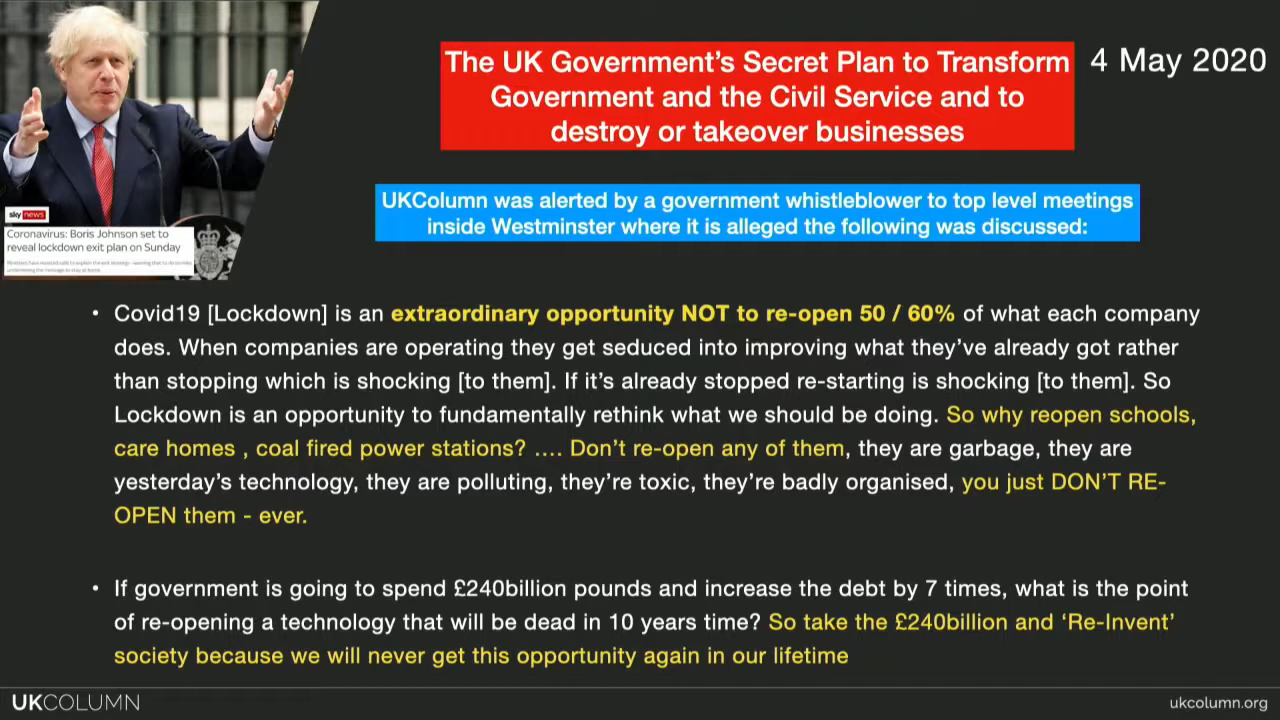 The UK Government's Secret Plan to Transform
Government and the Civil Service and to
destroy or takeover businesses
4 May 2020
UKColumn was alerted by a government whistleblower to top level meetings
inside Westminster where it is alleged the following was discussed:
sky news
Coronavirus: Boris Johnson set to
reveal lockdown exit plan on Sunday
• Covid19 [Lockdown] is an extraordinary opportunity NOT to re-open 50 / 60% of what each company
does. When companies are operating they get seduced into improving what they've already got rather
than stopping which is shocking [to them]. If it's already stopped re-starting is shocking [to them]. So
Lockdown is an opportunity to fundamentally rethink what we should be doing. So why reopen schools,
care homes , coal fired power stations? .... Don't re-open any of them, they are garbage, they are
yesterday's technology, they are polluting, they're toxic, they're badly organised, you just DON'T RE-
OPEN them - ever.
• If government is going to spend £240billion pounds and increase the debt by 7 times, what is the point
of re-opening a technology that will be dead in 10 years time? So take the £240billion and 'Re-Invent'
society because we will never get this opportunity again in our lifetime
UKCOLUMN
ukcolumn.org